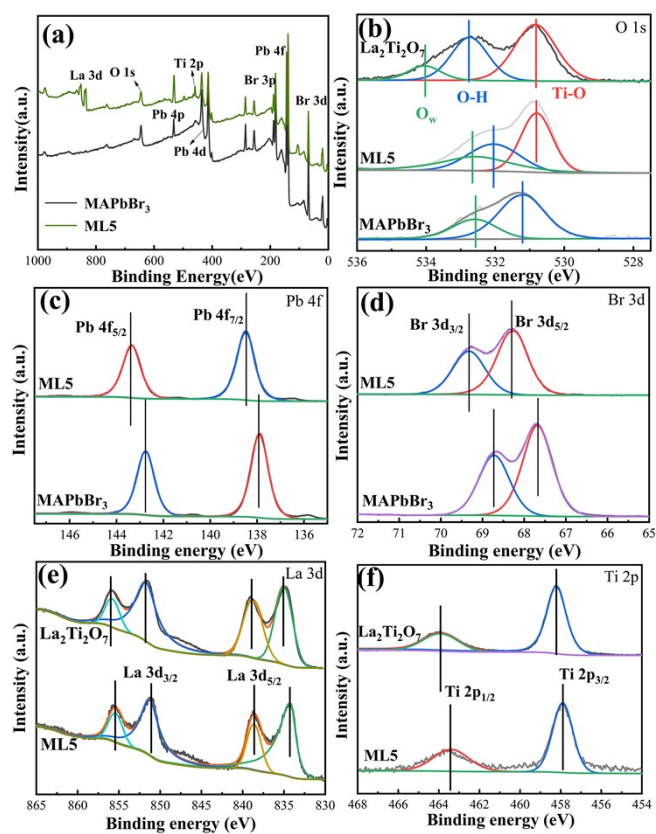 (a)
La 3d
O 1s
Ti 2p
Pb 4p
Pb 4d
Br 3p
Pb 4f
Br 3d
MAPbBr₃
ML5
Intensity(a.u.)
1000 800 600 400 200 0
Binding Energy(eV)
(b)
O 1s
La₂Ti₂O₇
O-H
Ti-O
Ow
ML5
MAPbBr₃
Intensity (a.u.)
536 534 532 530 528
Binding Energy (eV)
(c)
Pb 4f
Pb 4f₅/₂
Pb 4f₇/₂
ML5
MAPbBr₃
Intensity (a.u.)
146 144 142 140 138 136
Binding energy (eV)
(d)
Br 3d
Br 3d₃/₂
Br 3d₅/₂
ML5
MAPbBr₃
Intensity (a.u.)
72 71 70 69 68 67 66 65
Binding energy (eV)
(e)
La 3d
La₂Ti₂O₇
La 3d₃/₂
La 3d₅/₂
ML5
Intensity(a.u.)
865 860 855 850 845 840 835 830
Binding energy (eV)
(f)
Ti 2p
La₂Ti₂O₇
Ti 2p₁/₂
Ti 2p₃/₂
ML5
Intensity (a.u.)
468 466 464 462 460 458 456 454
Binding energy (eV)